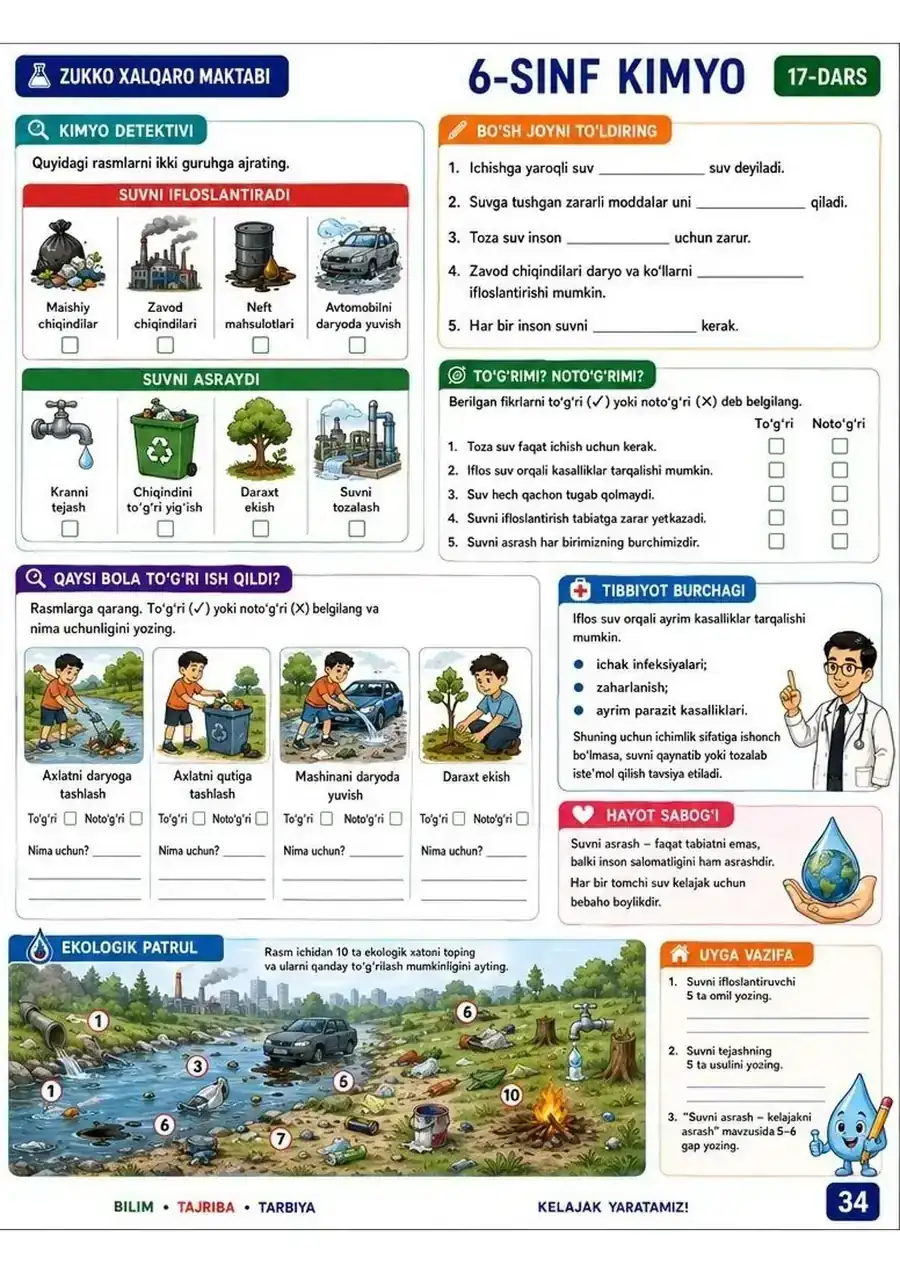 ZUKKO XALQARO MAKTABI
6-SINF KIMYO
17-DARS
KIMYO DETEKTIVI
Quyidagi rasmlarni ikki guruhga ajrating.
SUVNI IFLOSLANTIRADI
Maishiy chiqindilar
Zavod chiqindilari
Neft mahsulotlari
Avtomobilni daryoda yuvish
SUVNI ASRAYDI
Kranni tejash
Chiqindini to'g'ri yig'ish
Daraxt ekish
Suvni tozalash
BO'SH JOYNI TO'LDIRING
1. Ichishga yaroqli suv ____________ suv deyiladi.
2. Suvga tushgan zararli moddalar uni ____________ qiladi.
3. Toza suv inson ____________ uchun zarur.
4. Zavod chiqindilari daryo va ko'llarni ____________
ifloslantirishi mumkin.
5. Har bir inson suvni ____________ kerak.
TO'G'RIMI? NOTO'G'RIMI?
Berilgan fikrlarni to'g'ri (✓) yoki noto'g'ri (✕) deb belgilang.
To'g'ri Noto'g'ri
1. Toza suv faqat ichish uchun kerak.
2. Iflos suv orqali kasalliklar tarqalishi mumkin.
3. Suv hech qachon tugab qolmaydi.
4. Suvni ifloslantirish tabiatga zarar yetkazadi.
5. Suvni asrash har birimizning burchimizdir.
QAYSI BOLA TO'G'RI ISH QILDI?
Rasmlarga qarang. To'g'ri (✓) yoki noto'g'ri (X) belgilang va
nima uchunligini yozing.
Axlatni daryoga tashlash
To'g'ri Noto'g'ri
Nima uchun? ________
Axlatni qutiga tashlash
To'g'ri Noto'g'ri
Nima uchun? ________
Mashinani daryoda yuvish
To'g'ri Noto'g'ri
Nima uchun? ________
Daraxt ekish
To'g'ri Noto'g'ri
Nima uchun? ________
TIBBIYOT BURCHAGI
Iflos suv orqali ayrim kasalliklar tarqalishi
mumkin.
• ichak infeksiyalari;
• zaharlanish;
• ayrim parazit kasalliklari.
Shuning uchun ichimlik sifatiga ishonch
bo'lmasa, suvni qaynatib yoki tozalab
iste'mol qilish tavsiya etiladi.
HAYOT SABOG'I
Suvni asrash – faqat tabiatni emas,
balki inson salomatligini ham asrashdir.
Har bir tomchi suv kelajak uchun
bebaho boylikdir.
EKOLOGIK PATRUL
Rasm ichidan 10 ta ekologik xatoni toping
va ularni qanday to'g'rilash mumkinligini ayting.
1
6
3
1
5
10
6
7
UYGA VAZIFA
1. Suvni ifloslantiruvchi
5 ta omil yozing.
2. Suvni tejashning
5 ta usulini yozing.
3. "Suvni asrash – kelajakni
asrash" mavzusida 5–6
gap yozing.
BILIM • TAJRIBA • TARBIYA
KELAJAK YARATAMIZ!
34